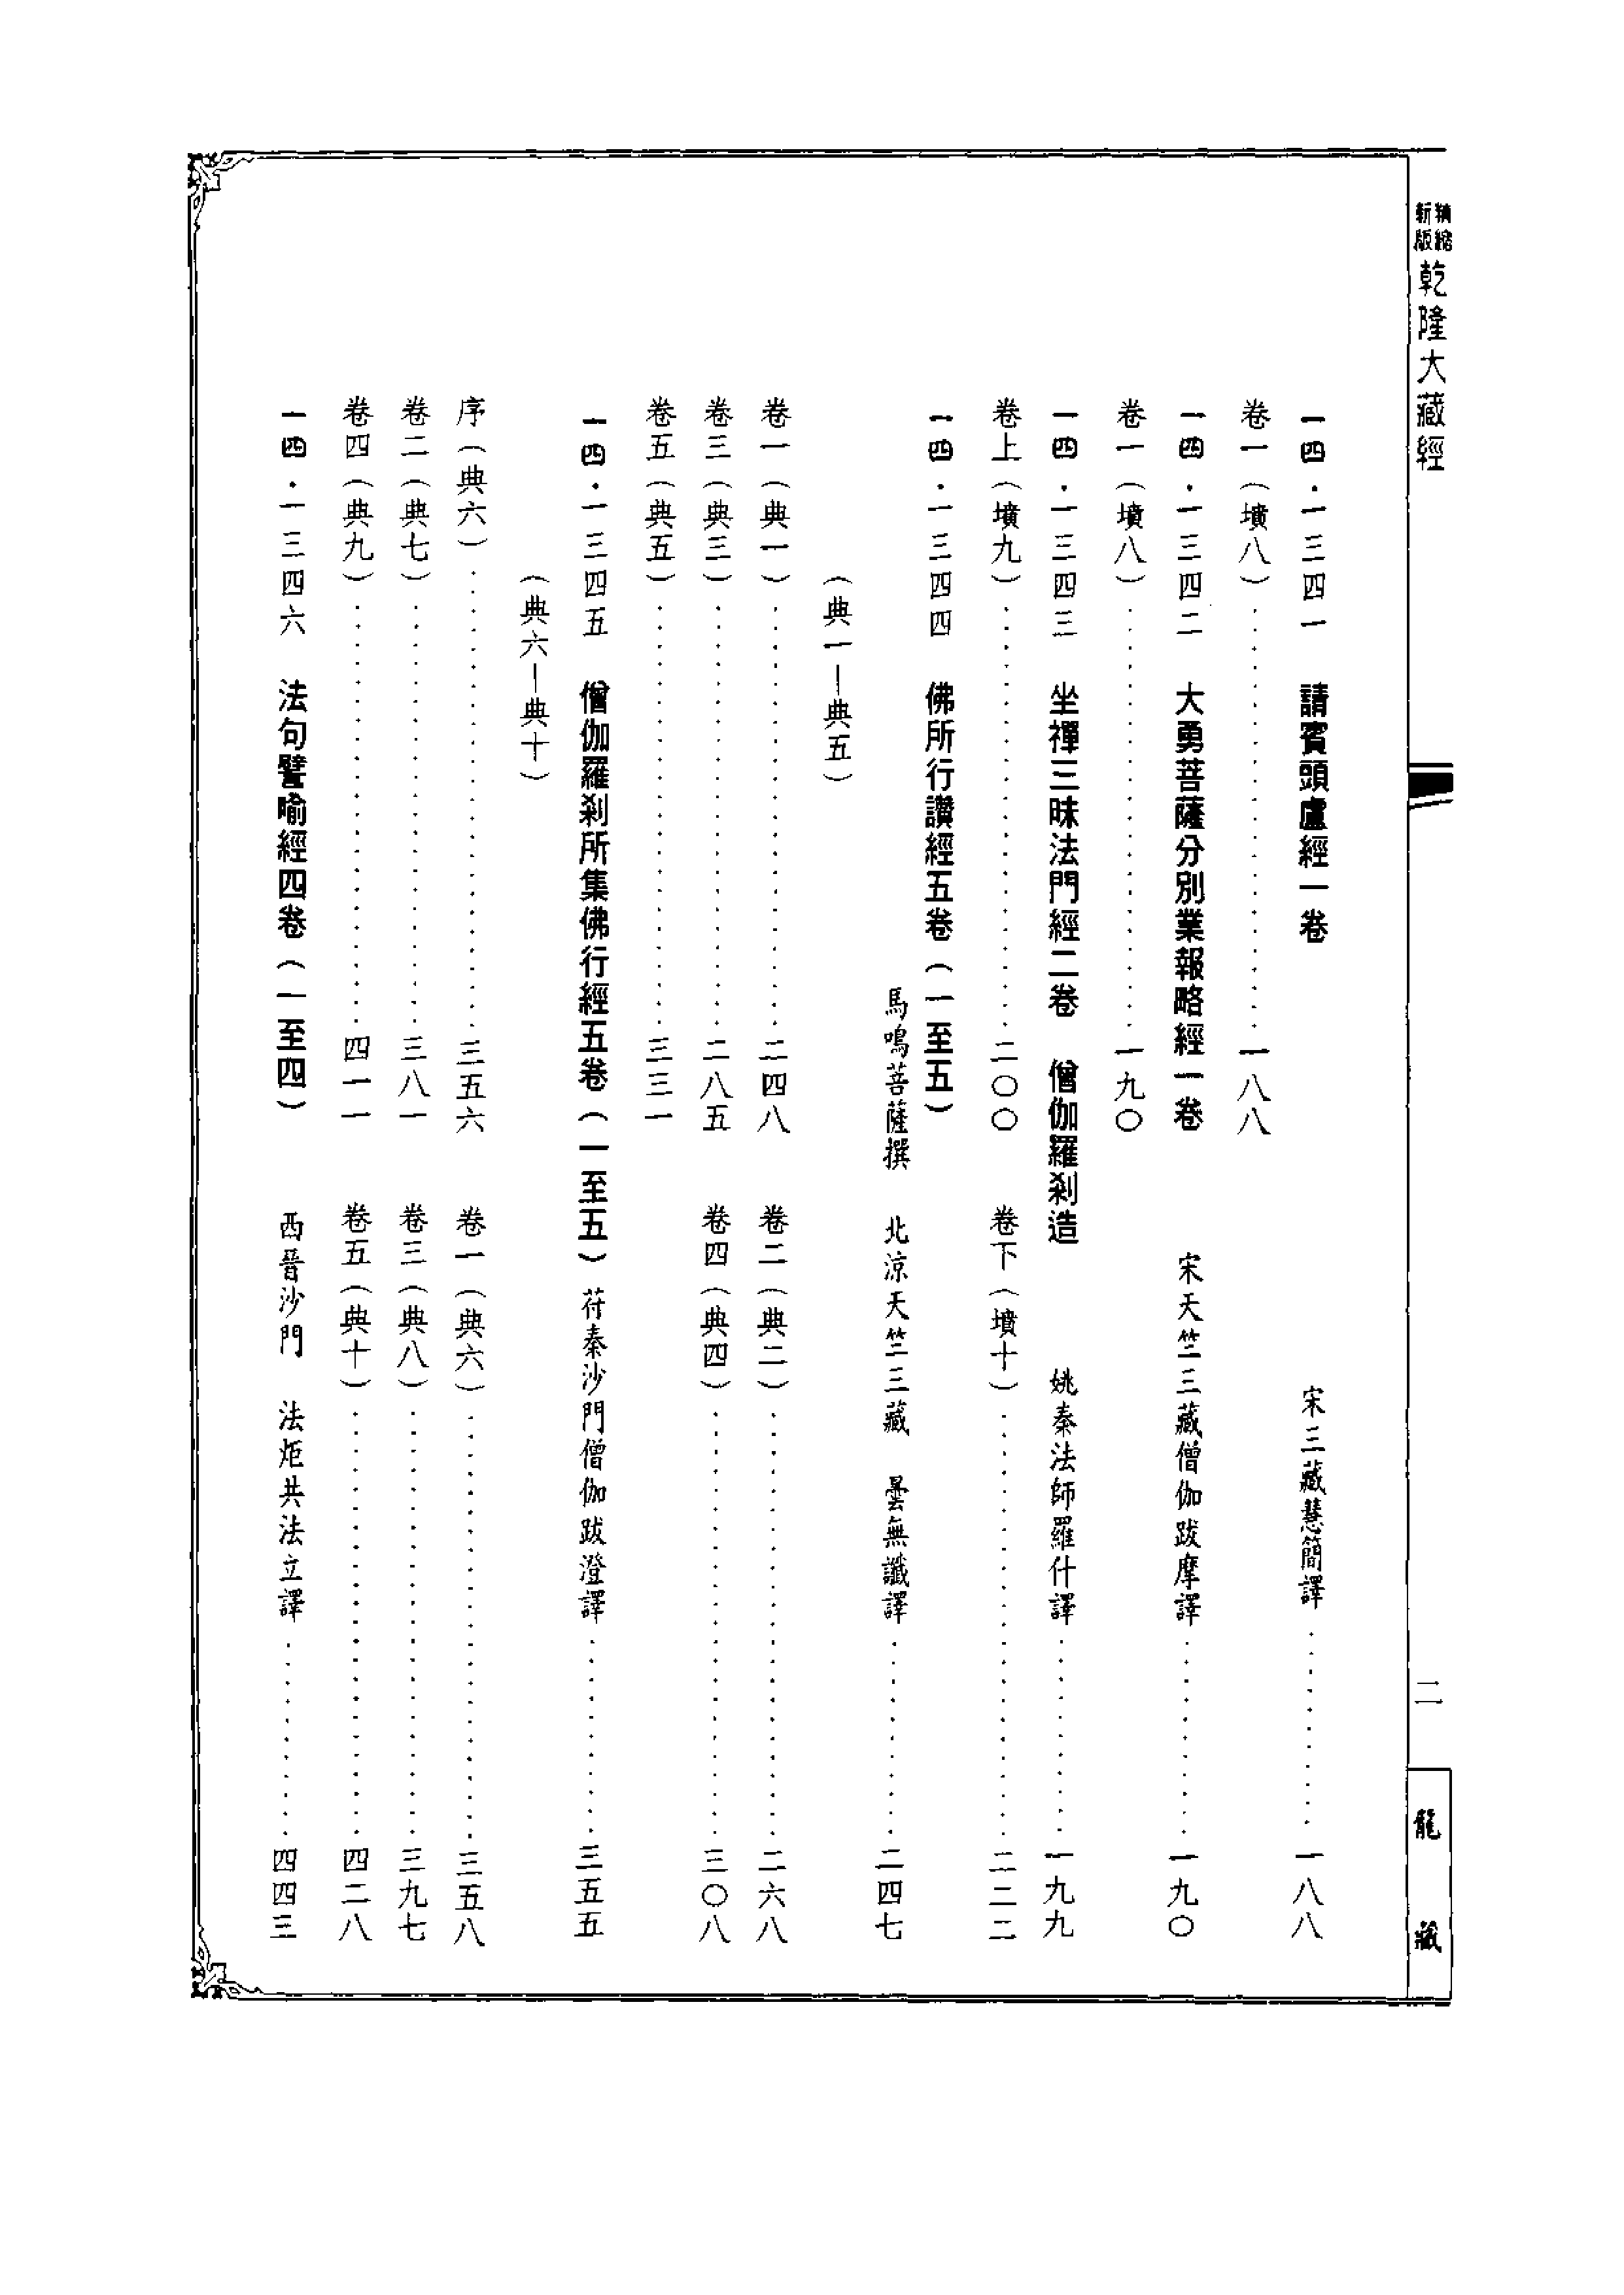 精縮
新版
乾隆大藏經
二
龍藏
一四．一三四一　請賓頭盧經一卷　宋三藏慧簡譯…………一八八
卷一（墳八）…………一八八
一四．一三四二　大勇菩薩分別業報略經一卷　宋天竺三藏僧伽跋摩譯…………一九〇
卷一（墳八）…………一九〇
一四．一三四三　坐禪三昧法門經二卷　僧伽羅剎造　姚秦法師羅什譯…………一九九
卷上（墳九）…………二〇〇　卷下（墳十）…………二二二
一四．一三四四　佛所行讚經五卷（一至五）
馬鳴菩薩撰　北涼天竺三藏　曇無讖譯…………二四七
（典一—典五）
卷一（典一）…………二四八　卷二（典二）…………二六八
卷三（典三）…………二八五　卷四（典四）…………三〇八
卷五（典五）…………三三一
一四．一三四五　僧伽羅剎所集佛行經五卷（一至五）苻秦沙門僧伽跋澄譯…………三五五
（典六—典十）
序（典六）…………三五六　卷一（典六）…………三五八
卷二（典七）…………三八一　卷三（典八）…………三九七
卷四（典九）…………四一一　卷五（典十）…………四二八
一四．一三四六　法句譬喻經四卷（一至四）　西晉沙門　法炬共法立譯…………四四三